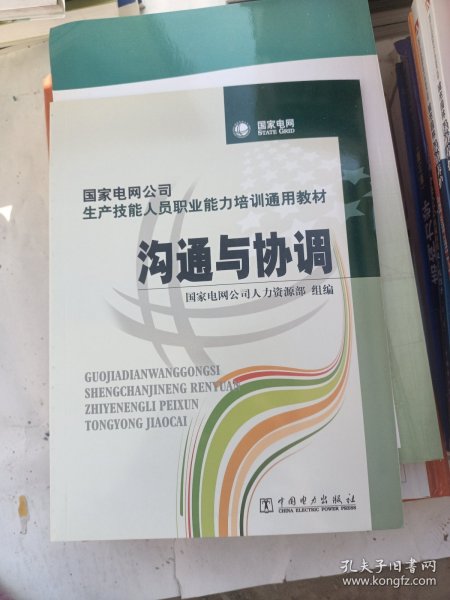 国家电网
STATE GRID
国家电网公司
生产技能人员职业能力培训通用教材
沟通与协调
国家电网公司人力资源部 组编
GUOJIADIANWANGGONGSI
SHENGCHANJINENG RENYUAN
ZHIYENENGLI PEIXUN
TONGYONG JIAOCAI
中国电力出版社
CHINA ELECTRIC POWER PRESS
孔夫子旧书网
www.kongfz.com